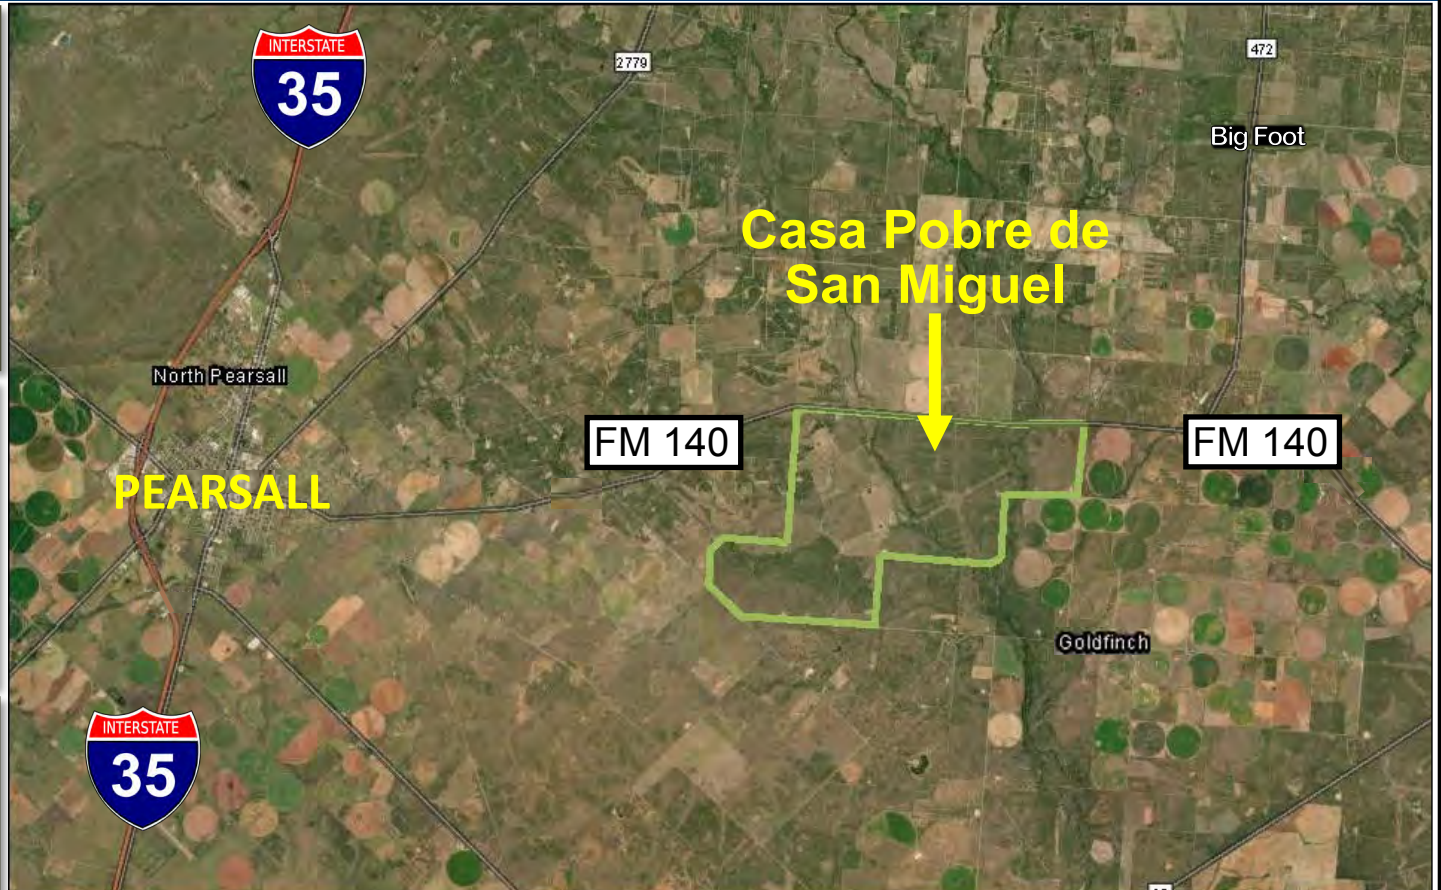 INTERSTATE
35
2779
472
Big Foot
Casa Pobre de
San Miguel
North Pearsall
FM 140
FM 140
PEARSALL
Goldfinch
INTERSTATE
35